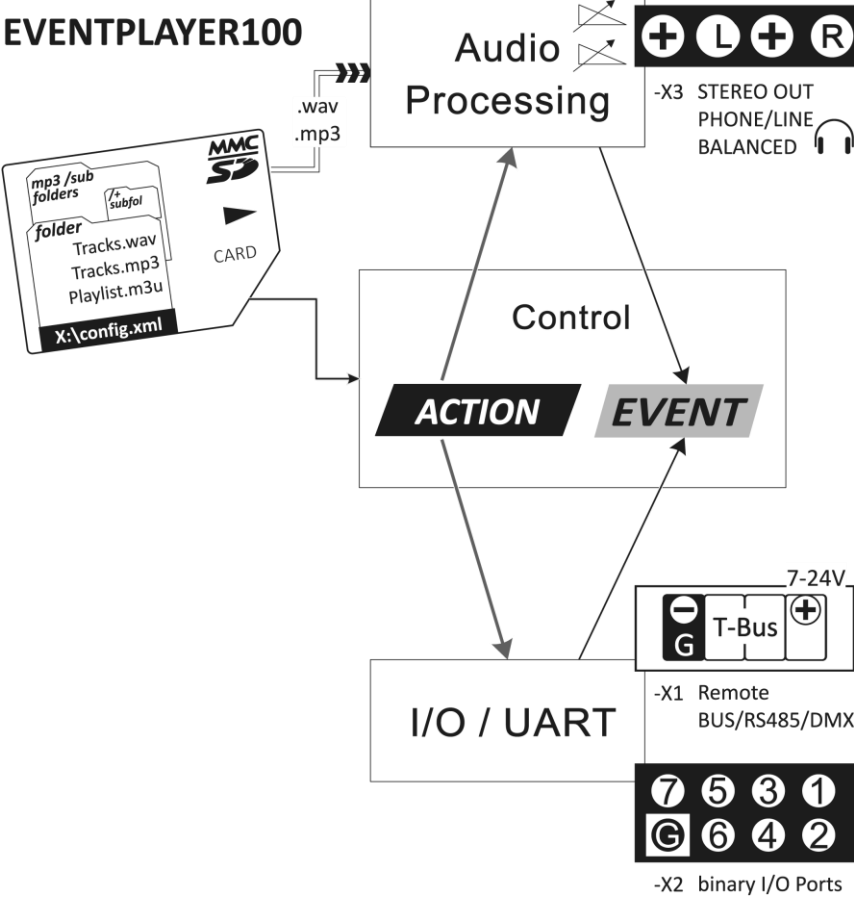 EVENTPLAYER100
Audio
Processing
+ L + R
-X3 STEREO OUT
PHONE/LINE
BALANCED
.wav
.mp3
MMC
SD
mp3 /sub
folders
/+
subfol
folder
Tracks.wav
Tracks.mp3
Playlist.m3u
CARD
X:\config.xml
Control
ACTION
EVENT
7-24V
− T-Bus +
G
-X1 Remote
BUS/RS485/DMX
I/O / UART
7 5 3 1
G 6 4 2
-X2 binary I/O Ports